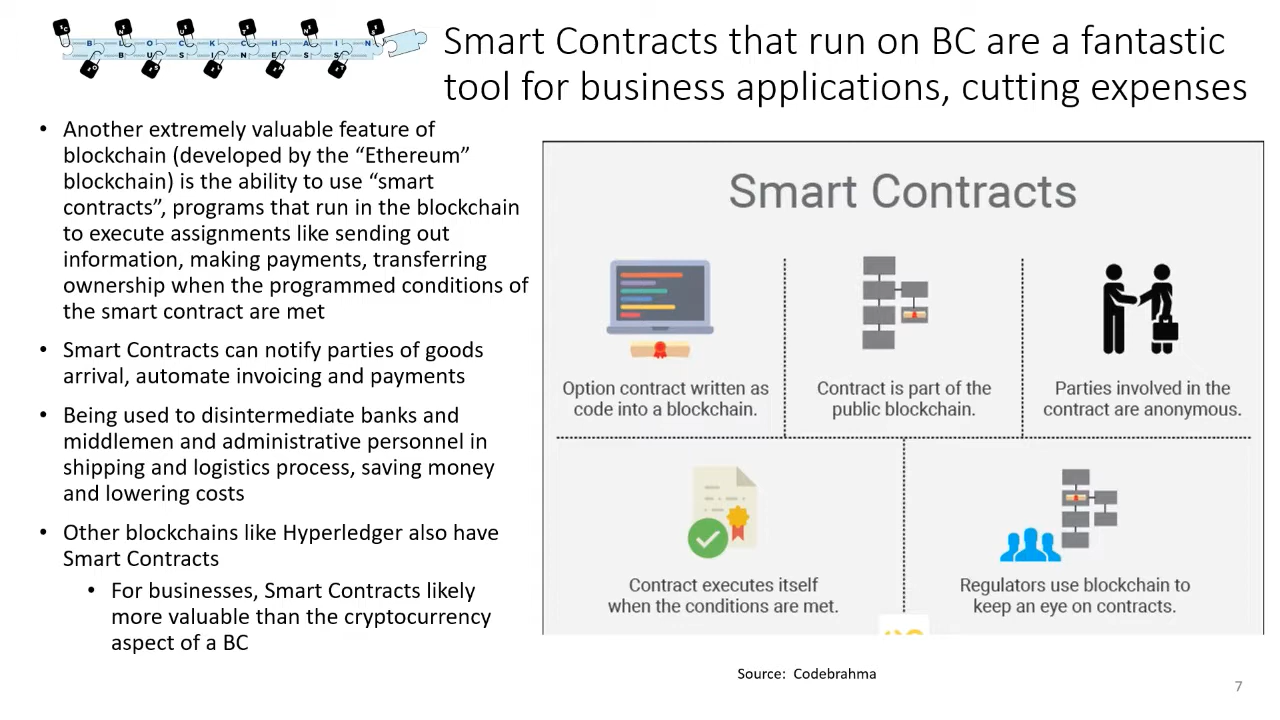 B L O C K C H A I N
B U S I N E S S
Smart Contracts that run on BC are a fantastic
tool for business applications, cutting expenses
• Another extremely valuable feature of
blockchain (developed by the “Ethereum”
blockchain) is the ability to use “smart
contracts”, programs that run in the blockchain
to execute assignments like sending out
information, making payments, transferring
ownership when the programmed conditions of
the smart contract are met
• Smart Contracts can notify parties of goods
arrival, automate invoicing and payments
• Being used to disintermediate banks and
middlemen and administrative personnel in
shipping and logistics process, saving money
and lowering costs
• Other blockchains like Hyperledger also have
Smart Contracts
• For businesses, Smart Contracts likely
more valuable than the cryptocurrency
aspect of a BC
Smart Contracts
Option contract written as
code into a blockchain.
Contract is part of the
public blockchain.
Parties involved in the
contract are anonymous.
Contract executes itself
when the conditions are met.
Regulators use blockchain to
keep an eye on contracts.
Source: Codebrahma
7